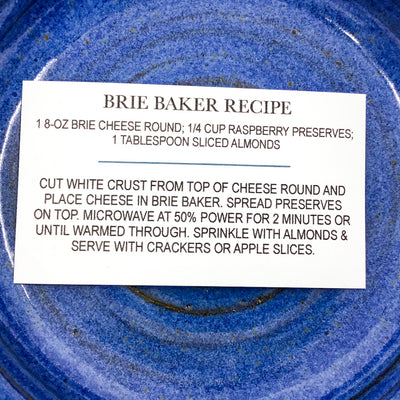 BRIE BAKER RECIPE
1 8-OZ BRIE CHEESE ROUND; 1/4 CUP RASPBERRY PRESERVES;
1 TABLESPOON SLICED ALMONDS
CUT WHITE CRUST FROM TOP OF CHEESE ROUND AND
PLACE CHEESE IN BRIE BAKER. SPREAD PRESERVES
ON TOP. MICROWAVE AT 50% POWER FOR 2 MINUTES OR
UNTIL WARMED THROUGH. SPRINKLE WITH ALMONDS &
SERVE WITH CRACKERS OR APPLE SLICES.